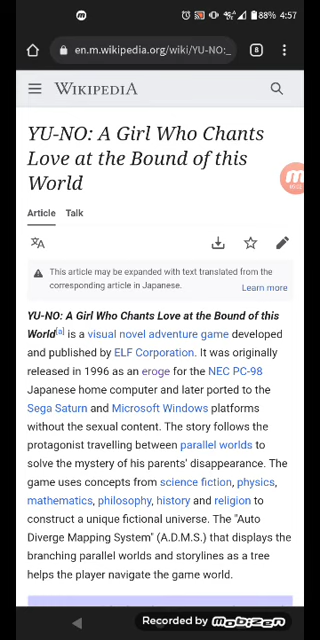 88% 4:57
en.m.wikipedia.org/wiki/YU-NO:_
8
WIKIPEDIA
YU-NO: A Girl Who Chants
Love at the Bound of this
World
Article Talk
This article may be expanded with text translated from the
corresponding article in Japanese.
Learn more
YU-NO: A Girl Who Chants Love at the Bound of this
World[a] is a visual novel adventure game developed
and published by ELF Corporation. It was originally
released in 1996 as an eroge for the NEC PC-98
Japanese home computer and later ported to the
Sega Saturn and Microsoft Windows platforms
without the sexual content. The story follows the
protagonist travelling between parallel worlds to
solve the mystery of his parents' disappearance. The
game uses concepts from science fiction, physics,
mathematics, philosophy, history and religion to
construct a unique fictional universe. The "Auto
Diverge Mapping System" (A.D.M.S.) that displays the
branching parallel worlds and storylines as a tree
helps the player navigate the game world.
Recorded by mobizen